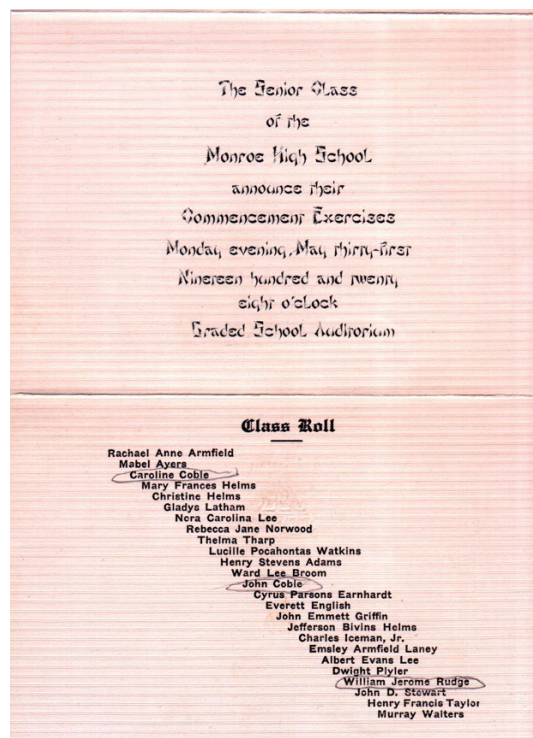 The Senior Class
of the
Monroe High School
announce their
Commencement Exercises
Monday evening, May thirty-first
Nineteen hundred and twenty
eight o'clock
Graded School Auditorium
Class Roll
Rachael Anne Armfield
Mabel Ayers
Caroline Coble
Mary Frances Helms
Christine Helms
Gladys Latham
Nora Carolina Lee
Rebecca Jane Norwood
Thelma Tharp
Lucille Pocahontas Watkins
Henry Stevens Adams
Ward Lee Broom
John Coble
Cyrus Parsons Earnhardt
Everett English
John Emmett Griffin
Jefferson Bivins Helms
Charles Iceman, Jr.
Emsley Armfield Laney
Albert Evans Lee
Dwight Plyler
William Jerome Rudge
John D. Stewart
Henry Francis Taylor
Murray Walters